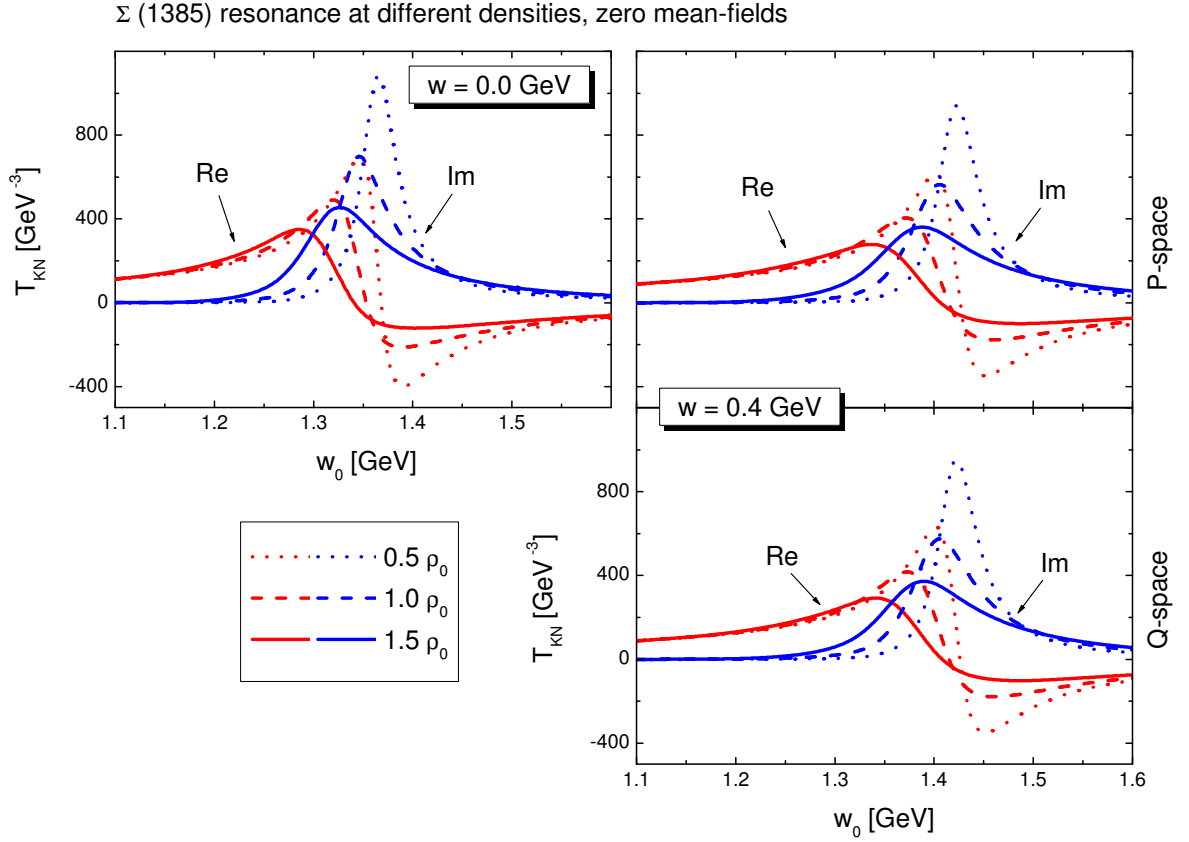 Σ (1385) resonance at different densities, zero mean-fields
w = 0.0 GeV
Re
Im
T_KN [GeV^-3]
800
400
0
-400
1.1
1.2
1.3
1.4
1.5
w_0 [GeV]
Re
Im
P-space
w = 0.4 GeV
Re
Im
T_KN [GeV^-3]
800
400
0
-400
1.1
1.2
1.3
1.4
1.5
1.6
w_0 [GeV]
Q-space
0.5 ρ_0
1.0 ρ_0
1.5 ρ_0